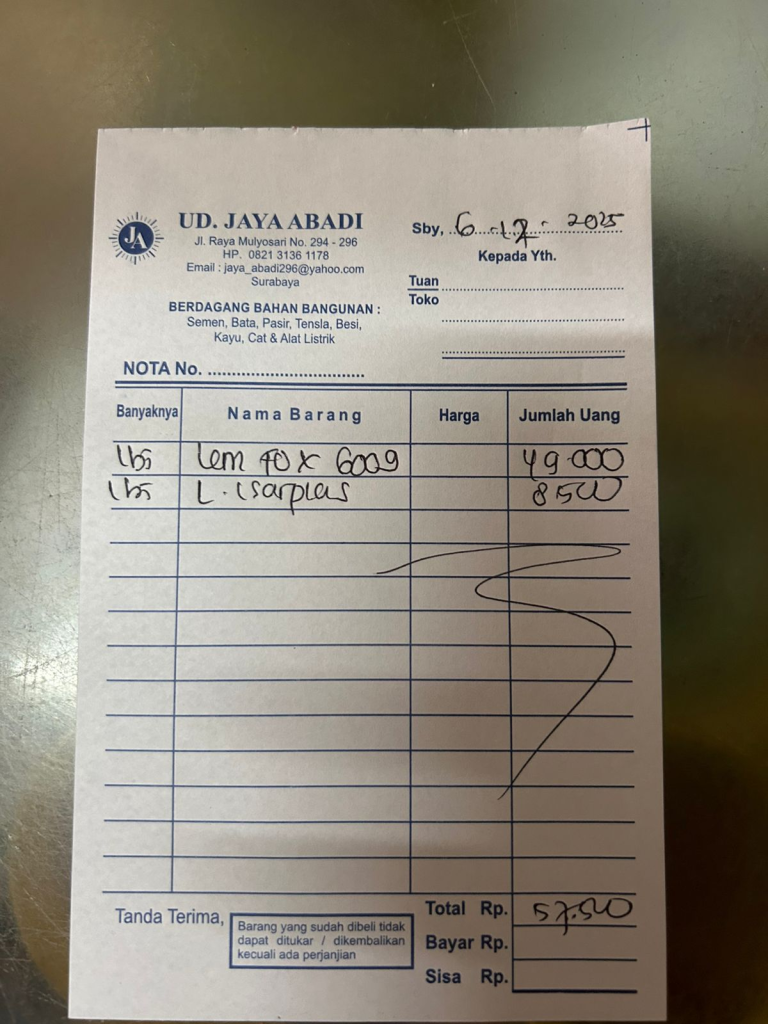 JA
UD. JAYA ABADI
Jl. Raya Mulyosari No. 294 - 296
HP. 0821 3136 1178
Email : jaya_abadi296@yahoo.com
Surabaya
BERDAGANG BAHAN BANGUNAN :
Semen, Bata, Pasir, Tensla, Besi,
Kayu, Cat & Alat Listrik
Sby, 6 - 12 - 2025
Kepada Yth.
Tuan
Toko
NOTA No.
Banyaknya Nama Barang Harga Jumlah Uang
1bs lem FOX 600g 49.000
1bs L. 8500
Total Rp. 57.500
Bayar Rp.
Sisa Rp.
Tanda Terima,
Barang yang sudah dibeli tidak
dapat ditukar / dikembalikan
kecuali ada perjanjian